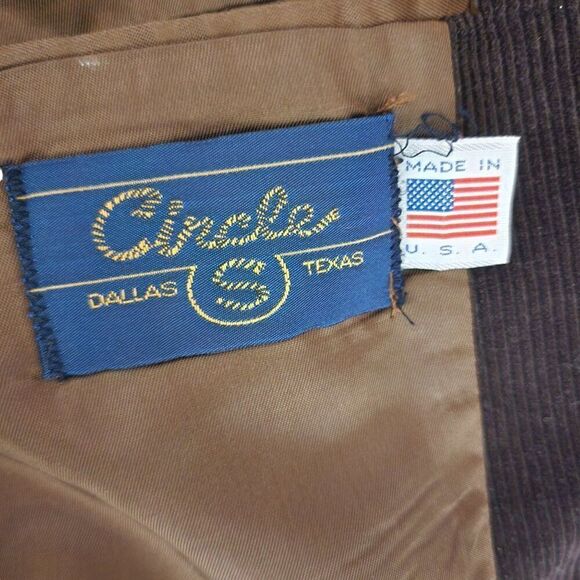 Circle
S
DALLAS TEXAS
MADE IN
U.S.A.